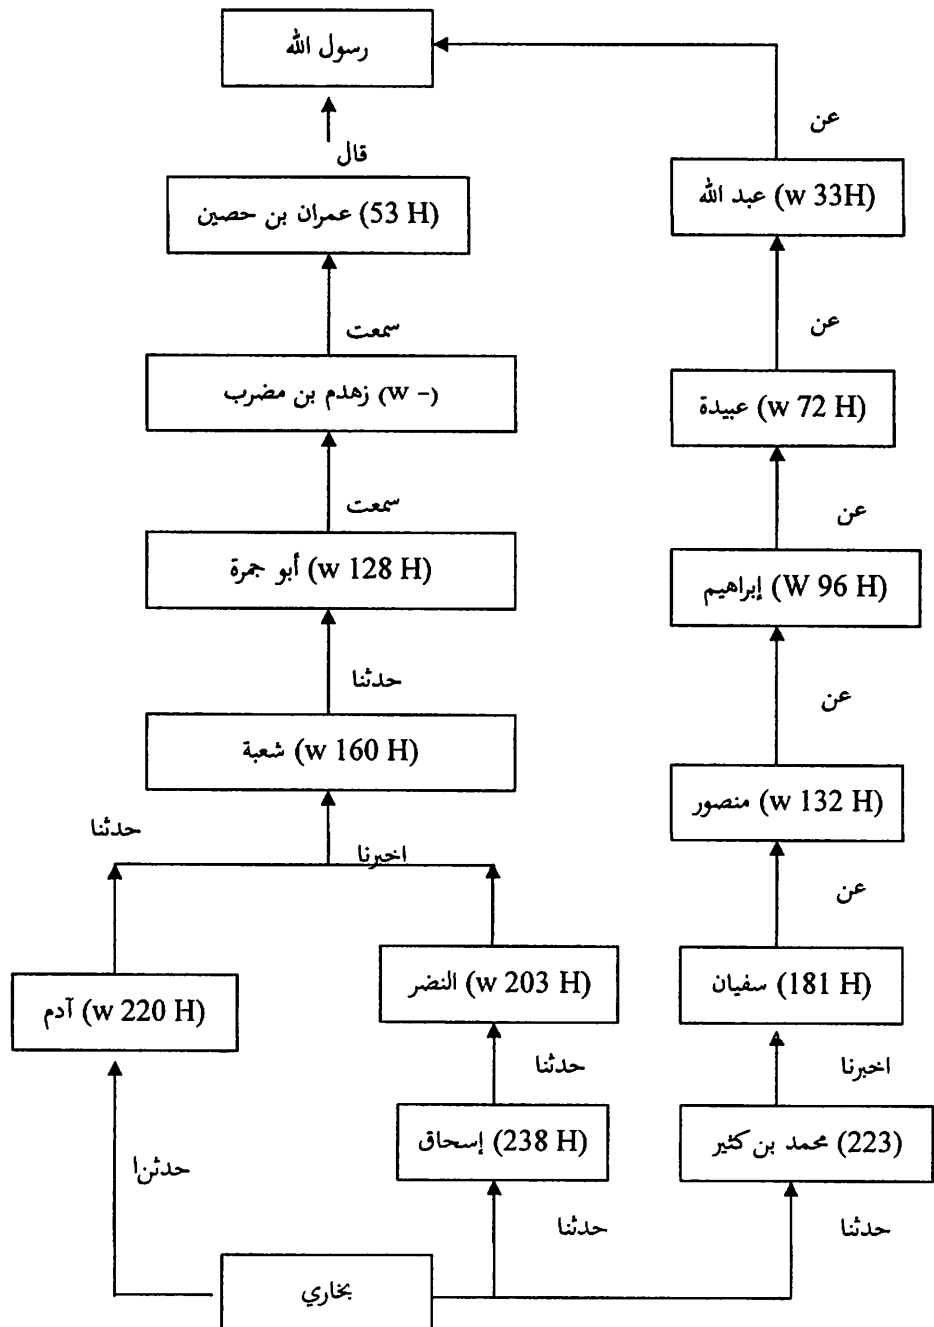 رسول الله
عن
قال
عبد الله (w 33H)
عمران بن حصين (53 H)
عن
سمعت
زهدم بن مضرب (w -)
عبيدة (w 72 H)
سمعت
عن
أبو جمرة (w 128 H)
إبراهيم (W 96 H)
حدثنا
عن
شعبة (w 160 H)
منصور (w 132 H)
حدثنا
اخبرنا
عن
آدم (w 220 H)
النضر (w 203 H)
سفيان (181 H)
حدثنا
اخبرنا
إسحاق (238 H)
محمد بن كثير (223)
حدثن ا
حدثنا
حدثنا
بخاري